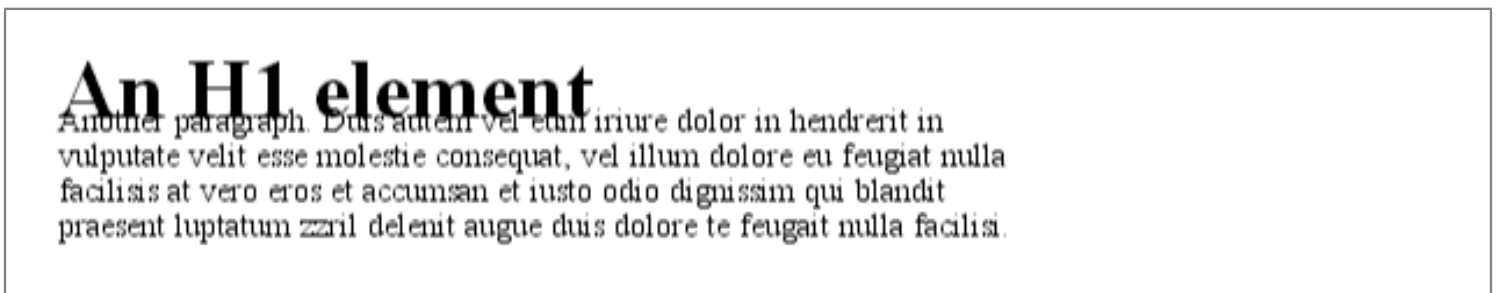 An H1 element
Another paragraph. Duis autem vel eum iriure dolor in hendrerit in
vulputate velit esse molestie consequat, vel illum dolore eu feugiat nulla
facilisis at vero eros et accumsan et iusto odio dignissim qui blandit
praesent luptatum zzril delenit augue duis dolore te feugait nulla facilisi.